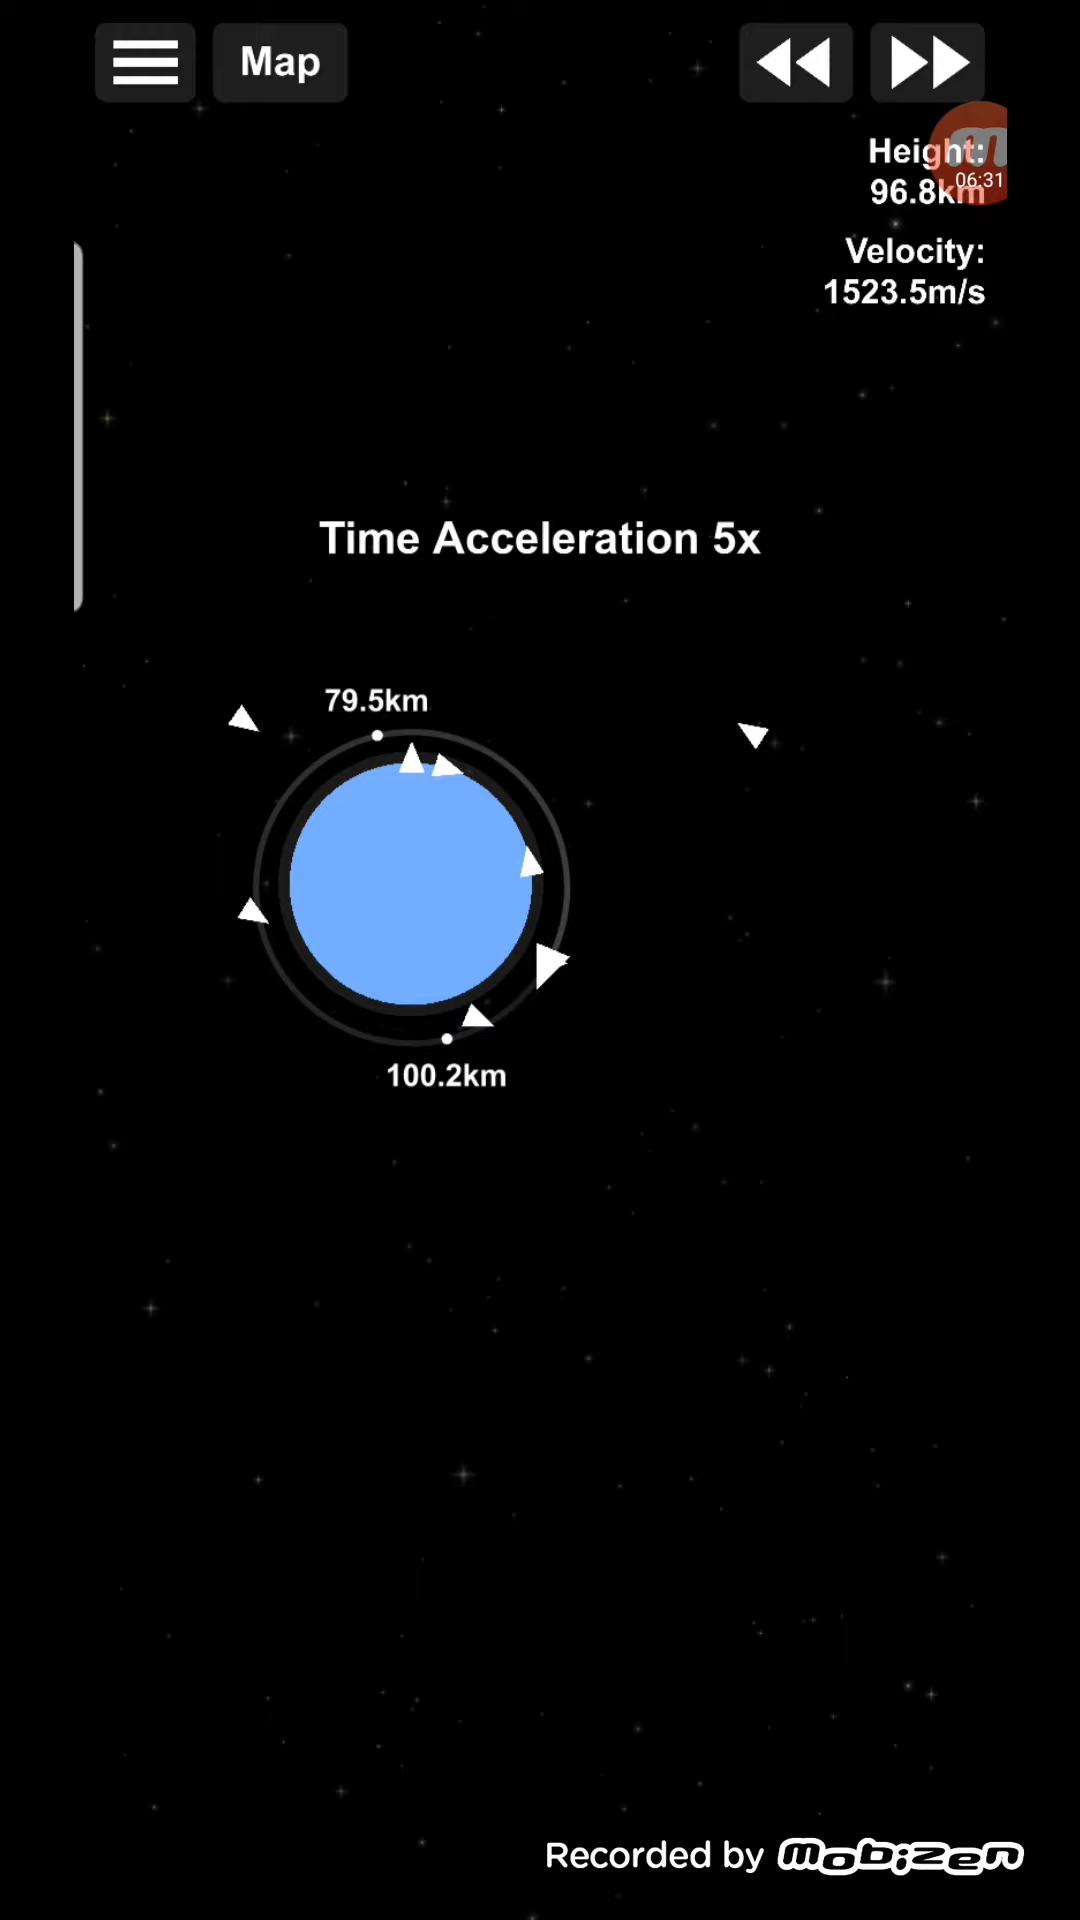 Map
Height:
96.8km
06:31
Velocity:
1523.5m/s
Time Acceleration 5x
79.5km
100.2km
Recorded by mobizen